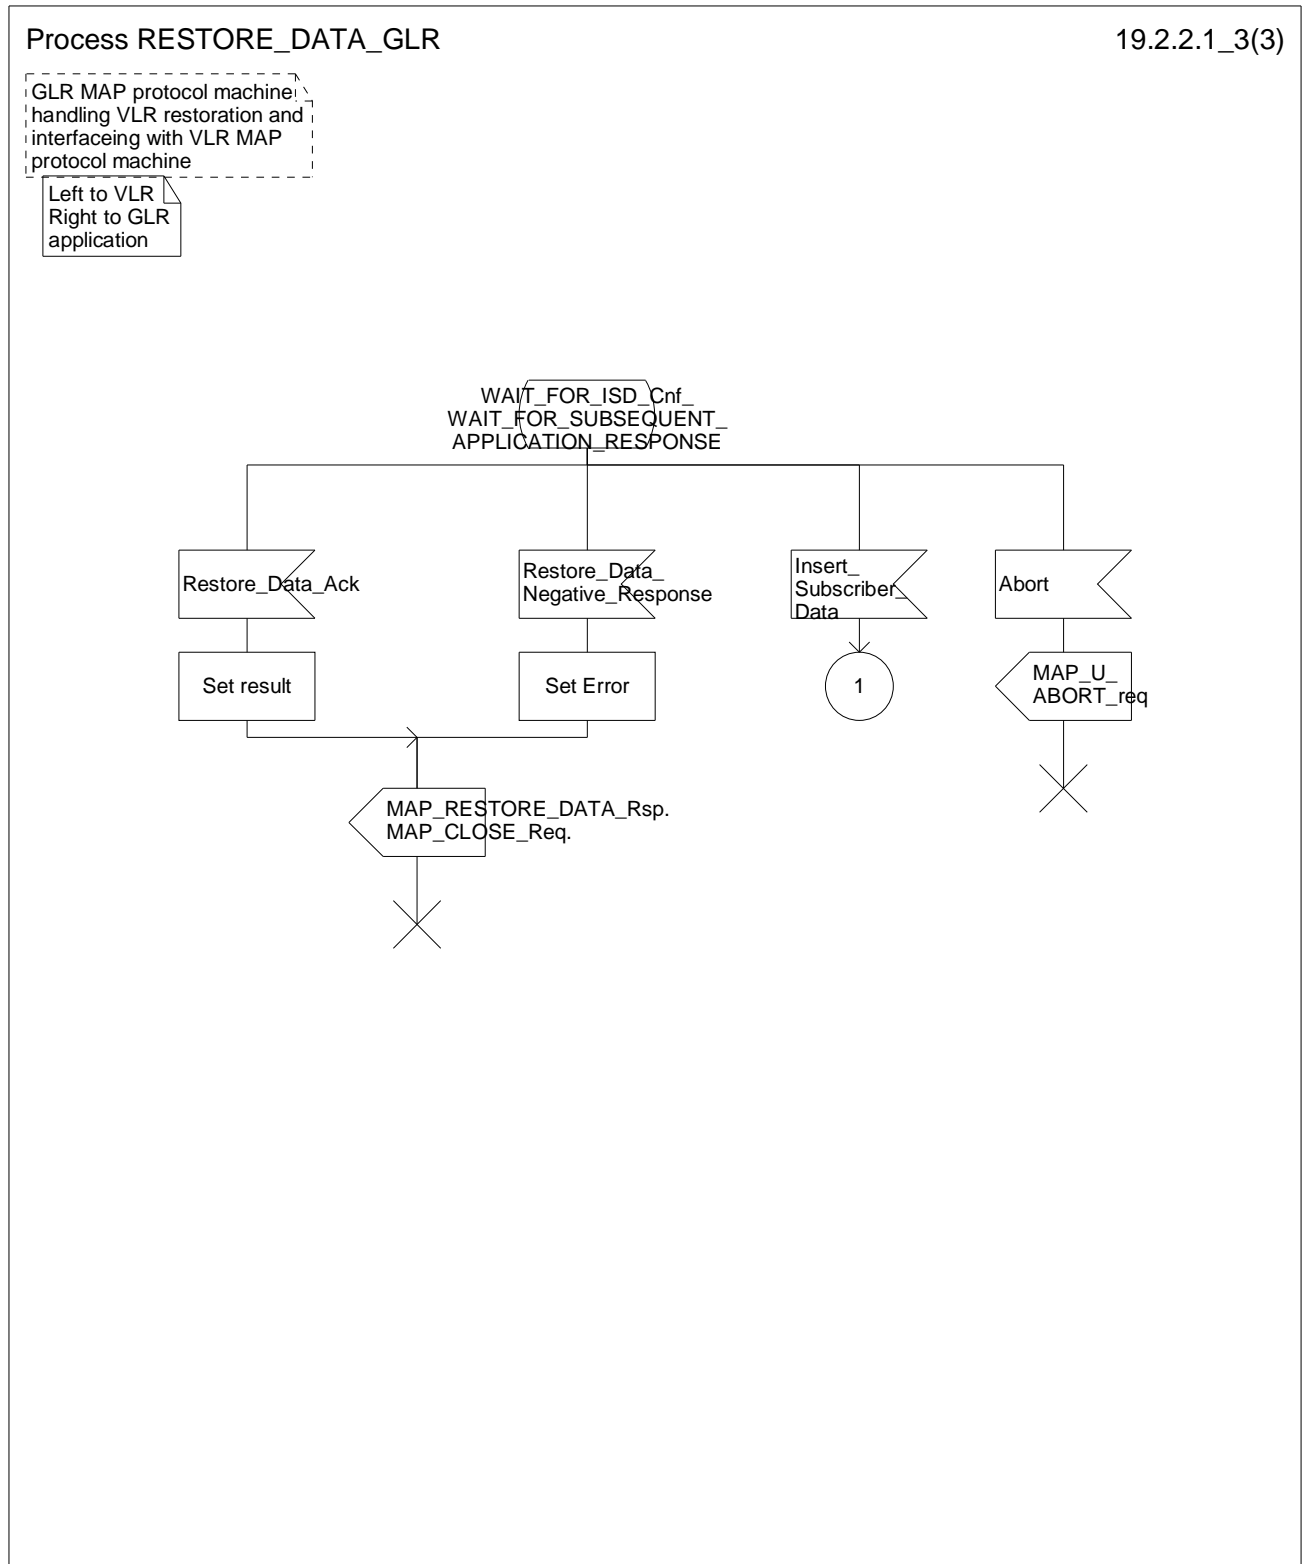 Process RESTORE_DATA_GLR
19.2.2.1_3(3)
GLR MAP protocol machine
handling VLR restoration and
interfaceing with VLR MAP
protocol machine
Left to VLR
Right to GLR
application
WAIT_FOR_ISD_Cnf_
WAIT_FOR_SUBSEQUENT_
APPLICATION_RESPONSE
Restore_Data_Ack
Restore_Data_
Negative_Response
Insert_
Subscriber_
Data
Abort
Set result
Set Error
1
MAP_U_
ABORT_req
MAP_RESTORE_DATA_Rsp.
MAP_CLOSE_Req.